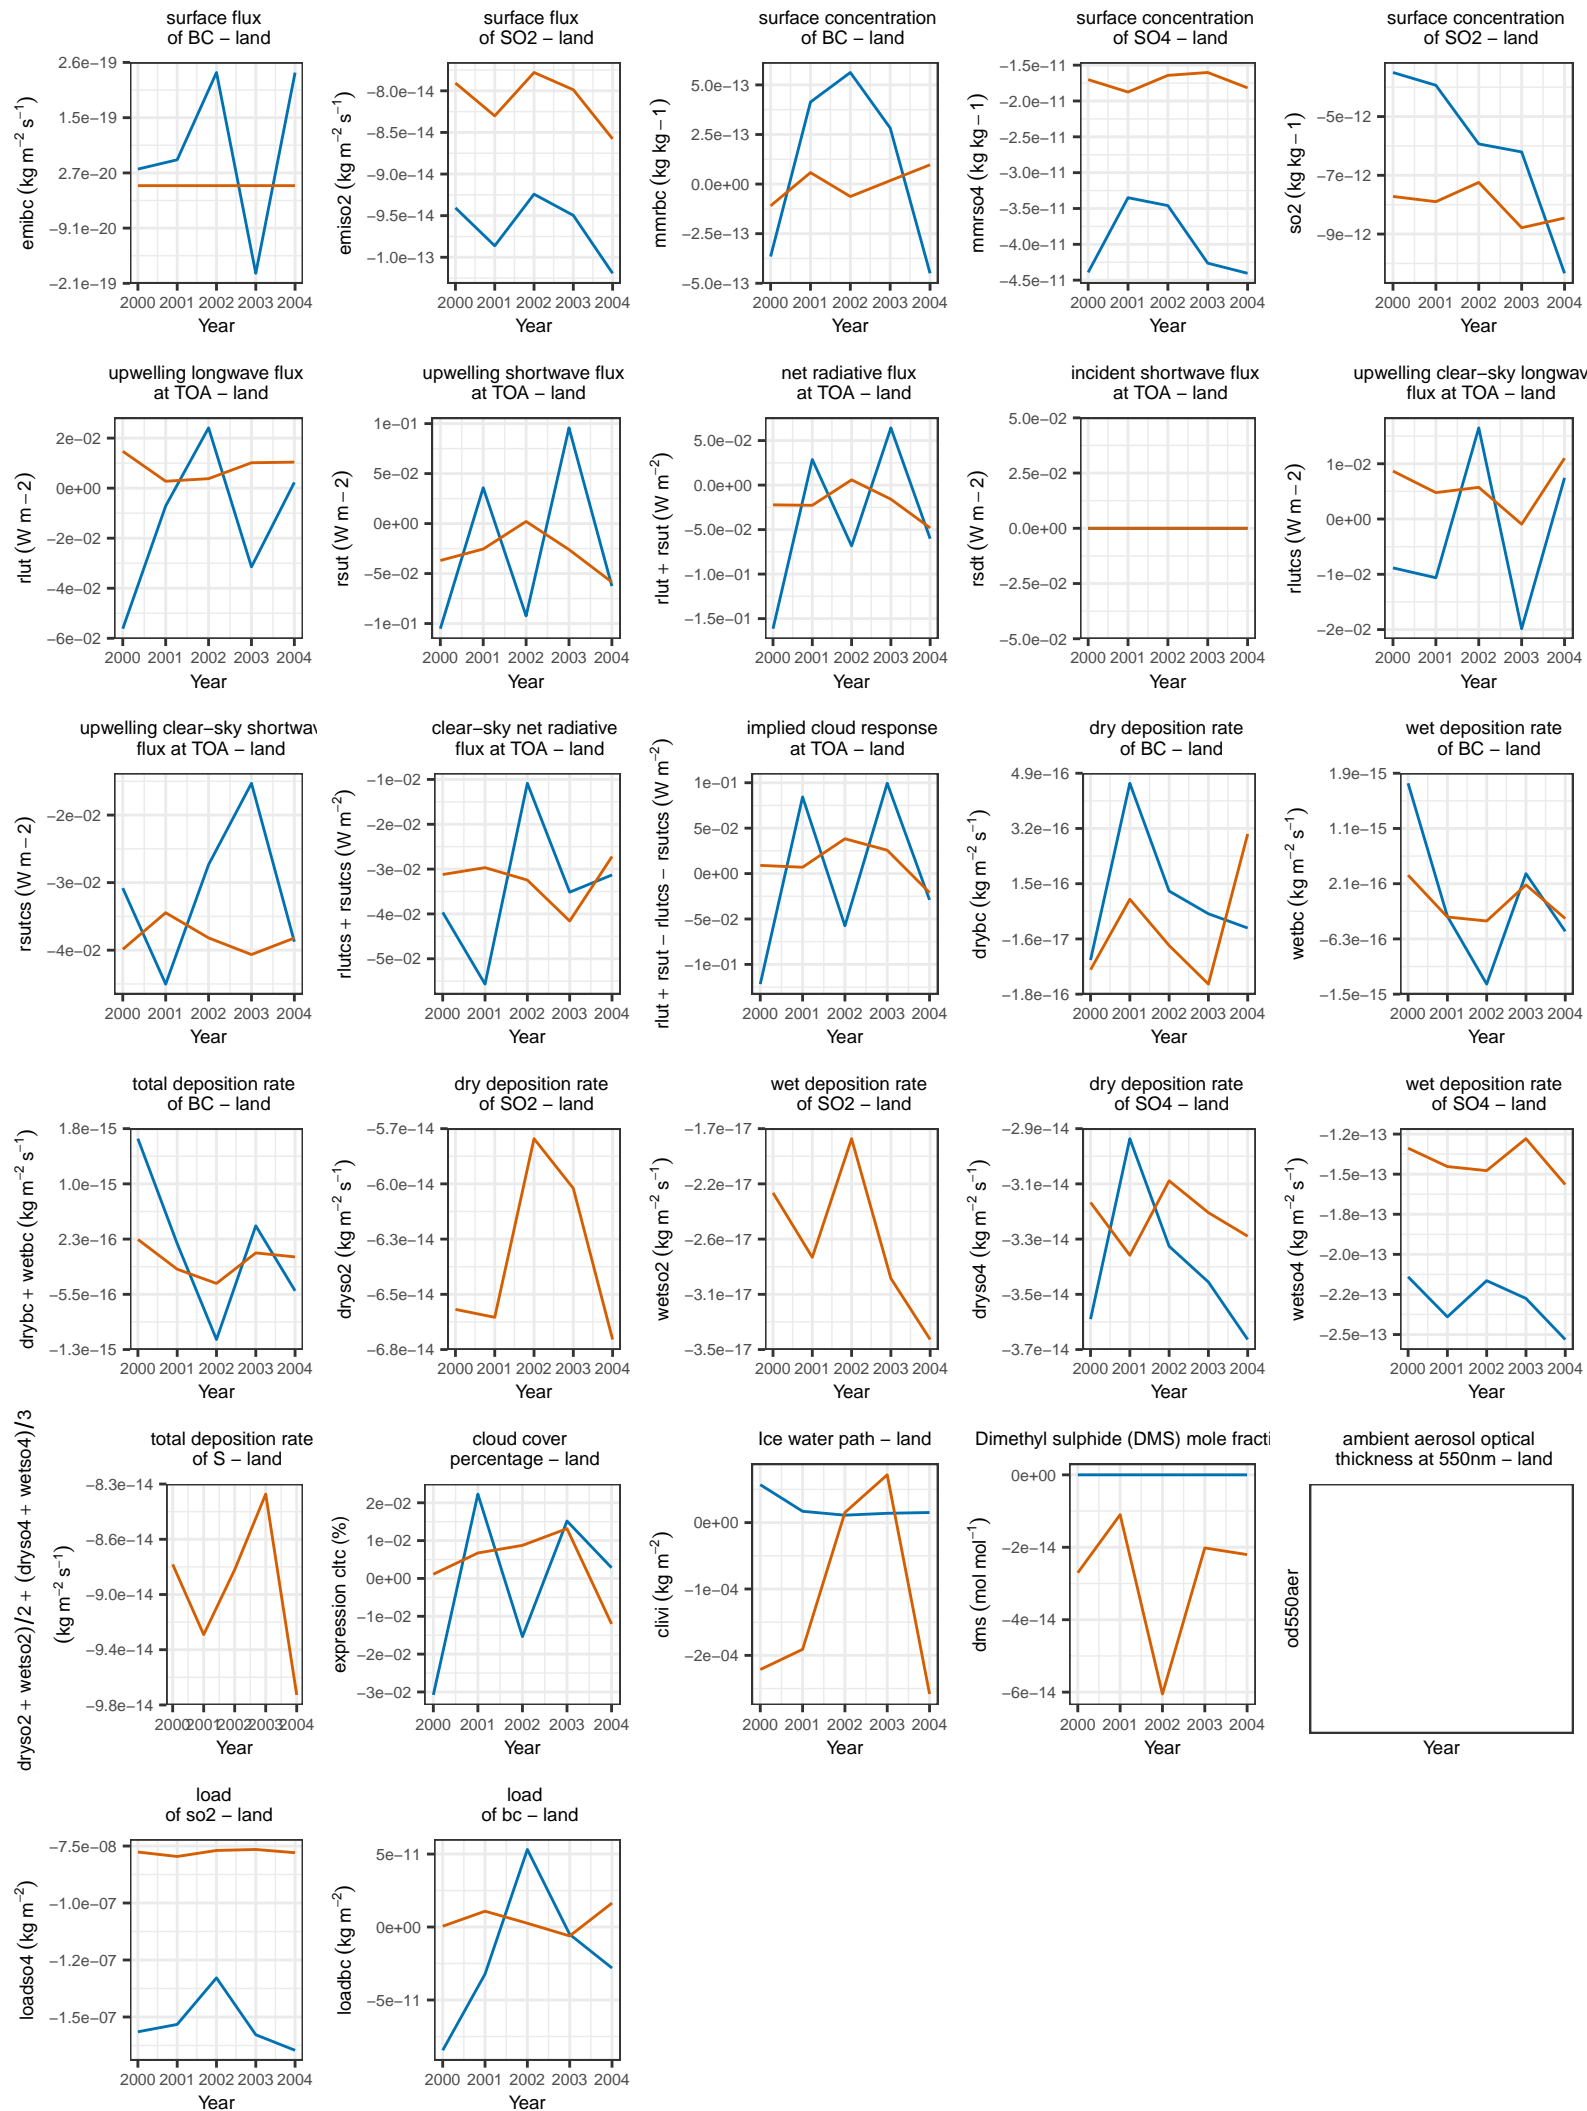 surface flux
of BC − land
emibc (kg m−2 s−1)
2.6e−19
1.5e−19
2.7e−20
−9.1e−20
−2.1e−19
2000 2001 2002 2003 2004
Year
surface flux
of SO2 − land
emiso2 (kg m−2 s−1)
−8.0e−14
−8.5e−14
−9.0e−14
−9.5e−14
−1.0e−13
2000 2001 2002 2003 2004
Year
surface concentration
of BC − land
mmrbc (kg kg − 1)
5.0e−13
2.5e−13
0.0e+00
−2.5e−13
−5.0e−13
2000 2001 2002 2003 2004
Year
surface concentration
of SO4 − land
mmrso4 (kg kg − 1)
−1.5e−11
−2.0e−11
−2.5e−11
−3.0e−11
−3.5e−11
−4.0e−11
−4.5e−11
2000 2001 2002 2003 2004
Year
surface concentration
of SO2 − land
so2 (kg kg − 1)
−5e−12
−7e−12
−9e−12
2000 2001 2002 2003 2004
Year
upwelling longwave flux
at TOA − land
rlut (W m − 2)
2e−02
0e+00
−2e−02
−4e−02
−6e−02
2000 2001 2002 2003 2004
Year
upwelling shortwave flux
at TOA − land
rsut (W m − 2)
1e−01
5e−02
0e+00
−5e−02
−1e−01
2000 2001 2002 2003 2004
Year
net radiative flux
at TOA − land
rlut + rsut (W m−2)
5.0e−02
0.0e+00
−5.0e−02
−1.0e−01
−1.5e−01
2000 2001 2002 2003 2004
Year
incident shortwave flux
at TOA − land
rsdt (W m − 2)
5.0e−02
2.5e−02
0.0e+00
−2.5e−02
−5.0e−02
2000 2001 2002 2003 2004
Year
upwelling clear−sky longwav
flux at TOA − land
rlutcs (W m − 2)
1e−02
0e+00
−1e−02
−2e−02
2000 2001 2002 2003 2004
Year
upwelling clear−sky shortwav
flux at TOA − land
rsutcs (W m − 2)
−2e−02
−3e−02
−4e−02
2000 2001 2002 2003 2004
Year
clear−sky net radiative
flux at TOA − land
rlutcs + rsutcs (W m−2)
−1e−02
−2e−02
−3e−02
−4e−02
−5e−02
2000 2001 2002 2003 2004
Year
implied cloud response
at TOA − land
rlut + rsut − rlutcs − rsutcs (W m−2)
1e−01
5e−02
0e+00
−5e−02
−1e−01
2000 2001 2002 2003 2004
Year
dry deposition rate
of BC − land
drybc (kg m−2 s−1)
4.9e−16
3.2e−16
1.5e−16
−1.6e−17
−1.8e−16
2000 2001 2002 2003 2004
Year
wet deposition rate
of BC − land
wetbc (kg m−2 s−1)
1.9e−15
1.1e−15
2.1e−16
−6.3e−16
−1.5e−15
2000 2001 2002 2003 2004
Year
total deposition rate
of BC − land
drybc + wetbc (kg m−2 s−1)
1.8e−15
1.0e−15
2.3e−16
−5.5e−16
−1.3e−15
2000 2001 2002 2003 2004
Year
dry deposition rate
of SO2 − land
dryso2 (kg m−2 s−1)
−5.7e−14
−6.0e−14
−6.3e−14
−6.5e−14
−6.8e−14
2000 2001 2002 2003 2004
Year
wet deposition rate
of SO2 − land
wetso2 (kg m−2 s−1)
−1.7e−17
−2.2e−17
−2.6e−17
−3.1e−17
−3.5e−17
2000 2001 2002 2003 2004
Year
dry deposition rate
of SO4 − land
dryso4 (kg m−2 s−1)
−2.9e−14
−3.1e−14
−3.3e−14
−3.5e−14
−3.7e−14
2000 2001 2002 2003 2004
Year
wet deposition rate
of SO4 − land
wetso4 (kg m−2 s−1)
−1.2e−13
−1.5e−13
−1.8e−13
−2.0e−13
−2.2e−13
−2.5e−13
2000 2001 2002 2003 2004
Year
total deposition rate
of S − land
dryso2 + wetso2)/2 + (dryso4 + wetso4)/3
(kg m−2 s−1)
−8.3e−14
−8.6e−14
−9.0e−14
−9.4e−14
−9.8e−14
2000 2001 2002 2003 2004
Year
cloud cover
percentage − land
expression cltc (%)
2e−02
1e−02
0e+00
−1e−02
−2e−02
−3e−02
2000 2001 2002 2003 2004
Year
Ice water path − land
clivi (kg m−2)
0e+00
−1e−04
−2e−04
2000 2001 2002 2003 2004
Year
Dimethyl sulphide (DMS) mole fracti
dms (mol mol−1)
0e+00
−2e−14
−4e−14
−6e−14
2000 2001 2002 2003 2004
Year
ambient aerosol optical
thickness at 550nm − land
od550aer
Year
load
of so2 − land
loadso4 (kg m−2)
−7.5e−08
−1.0e−07
−1.2e−07
−1.5e−07
2000 2001 2002 2003 2004
Year
load
of bc − land
loadbc (kg m−2)
5e−11
0e+00
−5e−11
2000 2001 2002 2003 2004
Year